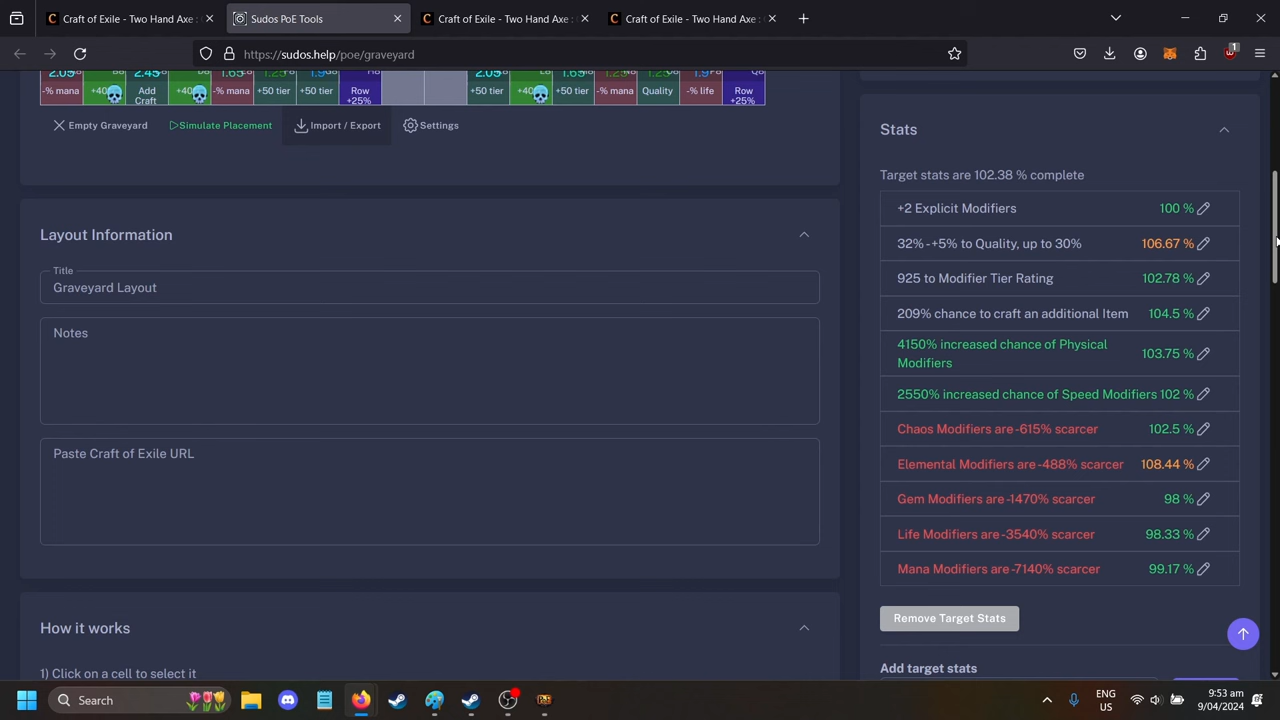 Craft of Exile - Two Hand Axe :
Sudos PoE Tools
Craft of Exile - Two Hand Axe :
Craft of Exile - Two Hand Axe :
https://sudos.help/poe/graveyard
1
-% mana
Add Craft
-% mana
+50 tier
+50 tier
Row +25%
+50 tier
+50 tier
-% mana
Quality
-% life
Row +25%
Empty Graveyard
Simulate Placement
Import / Export
Settings
Layout Information
Title
Graveyard Layout
Notes
Paste Craft of Exile URL
How it works
1) Click on a cell to select it
Stats
Target stats are 102.38 % complete
+2 Explicit Modifiers 100 %
32% - +5% to Quality, up to 30% 106.67 %
925 to Modifier Tier Rating 102.78 %
209% chance to craft an additional Item 104.5 %
4150% increased chance of Physical
Modifiers 103.75 %
2550% increased chance of Speed Modifiers 102 %
Chaos Modifiers are -615% scarcer 102.5 %
Elemental Modifiers are -488% scarcer 108.44 %
Gem Modifiers are -1470% scarcer 98 %
Life Modifiers are -3540% scarcer 98.33 %
Mana Modifiers are -7140% scarcer 99.17 %
Remove Target Stats
Add target stats
Search
ENG
US
9:53 am
9/04/2024